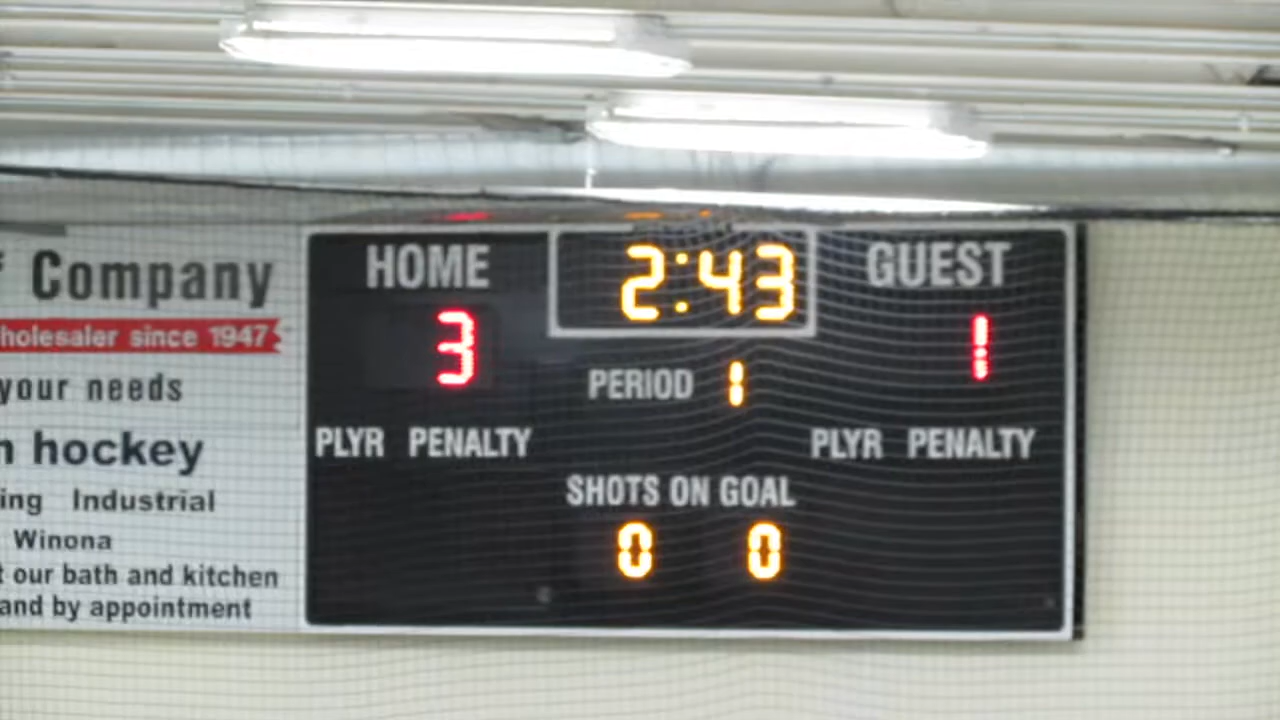 Company
holesaler since 1947
your needs
hockey
ing Industrial
Winona
our bath and kitchen
and by appointment
HOME 2:43 GUEST
3 1
PERIOD 1
PLYR PENALTY PLYR PENALTY
SHOTS ON GOAL
0 0